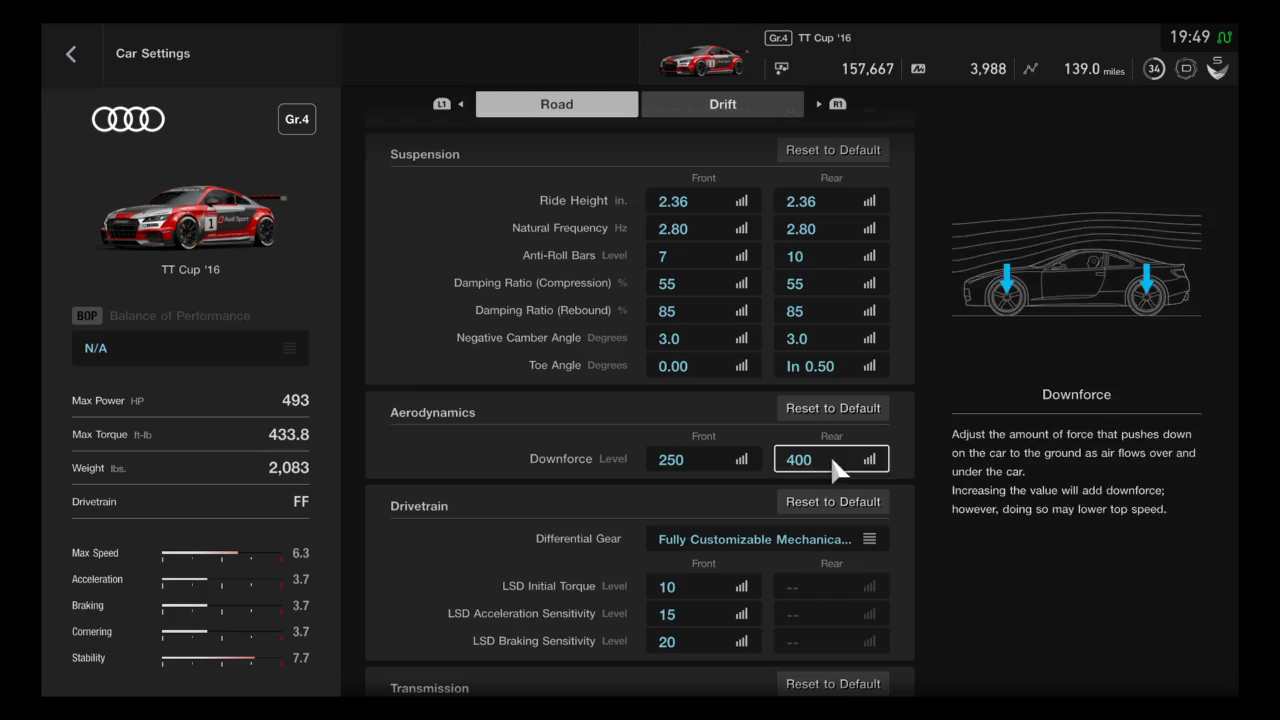 Car Settings
Gr.4 TT Cup '16
19:49
157,667 3,988 139.0 miles 34 S
L1 Road Drift R1
Gr.4
TT Cup '16
BOP Balance of Performance
N/A
Max Power HP 493
Max Torque ft-lb 433.8
Weight lbs. 2,083
Drivetrain FF
Max Speed 6.3
Acceleration 3.7
Braking 3.7
Cornering 3.7
Stability 7.7
Suspension Reset to Default
Front Rear
Ride Height in. 2.36 2.36
Natural Frequency Hz 2.80 2.80
Anti-Roll Bars Level 7 10
Damping Ratio (Compression) % 55 55
Damping Ratio (Rebound) % 85 85
Negative Camber Angle Degrees 3.0 3.0
Toe Angle Degrees 0.00 In 0.50
Aerodynamics Reset to Default
Front Rear
Downforce Level 250 400
Drivetrain Reset to Default
Differential Gear Fully Customizable Mechanica...
Front Rear
LSD Initial Torque Level 10 --
LSD Acceleration Sensitivity Level 15 --
LSD Braking Sensitivity Level 20 --
Transmission Reset to Default
Downforce
Adjust the amount of force that pushes down
on the car to the ground as air flows over and
under the car.
Increasing the value will add downforce;
however, doing so may lower top speed.